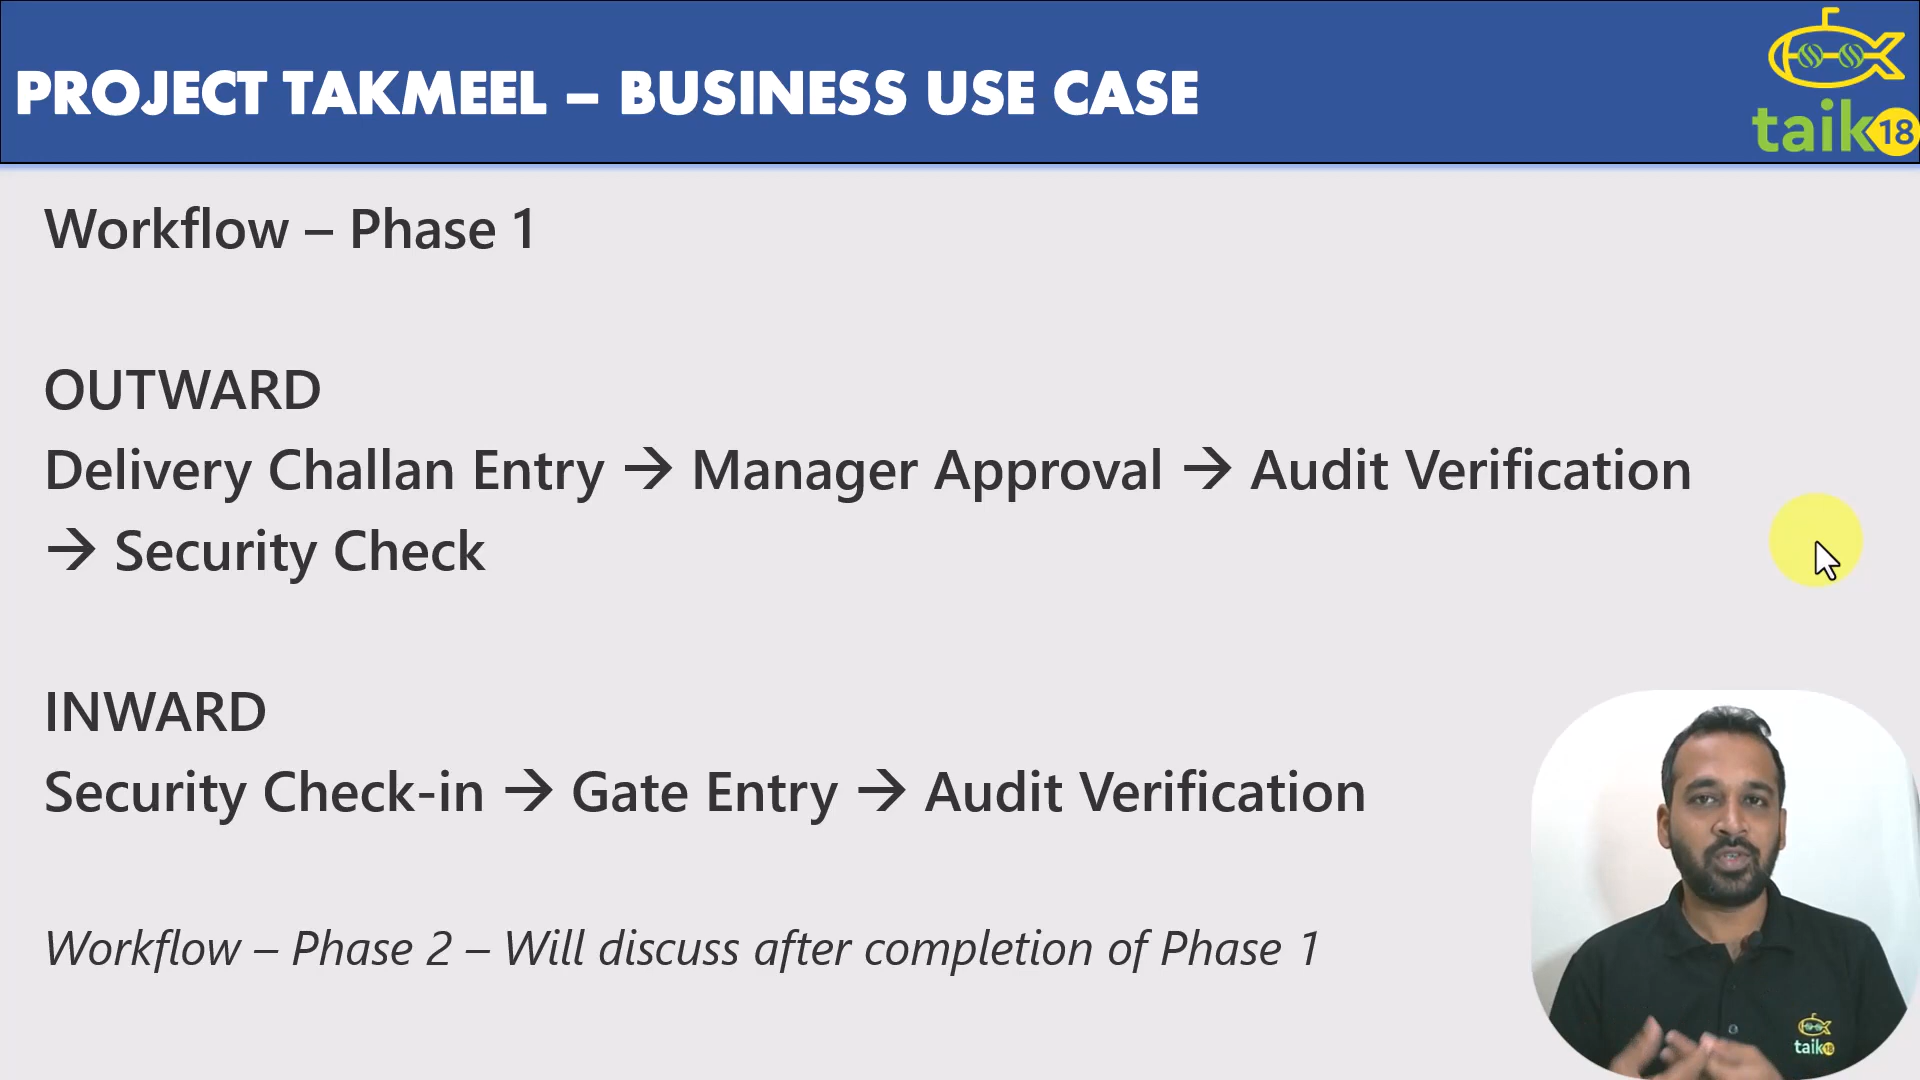 PROJECT TAKMEEL – BUSINESS USE CASE
taik18
Workflow – Phase 1
OUTWARD
Delivery Challan Entry → Manager Approval → Audit Verification
→ Security Check
INWARD
Security Check-in → Gate Entry → Audit Verification
Workflow – Phase 2 – Will discuss after completion of Phase 1
taik18